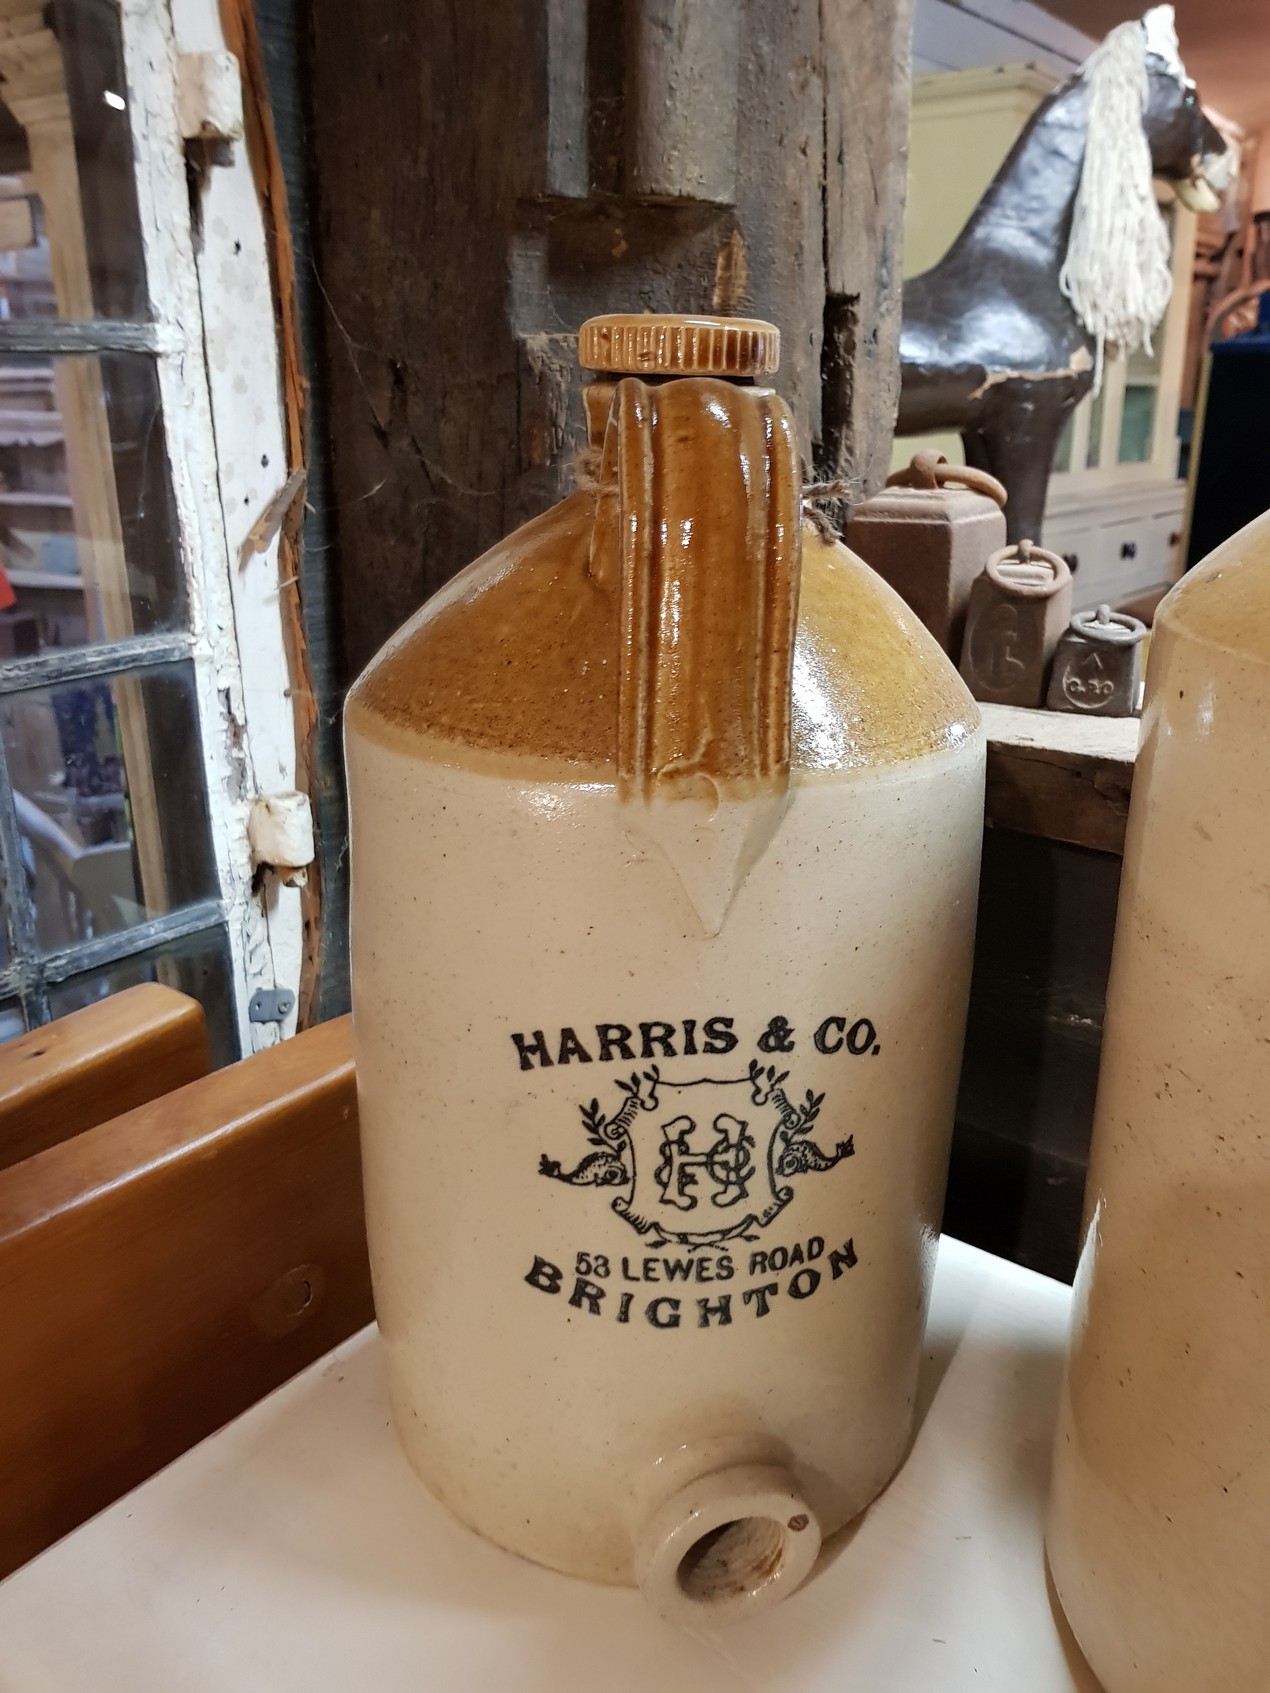 HARRIS & CO.
53 LEWES ROAD
BRIGHTON